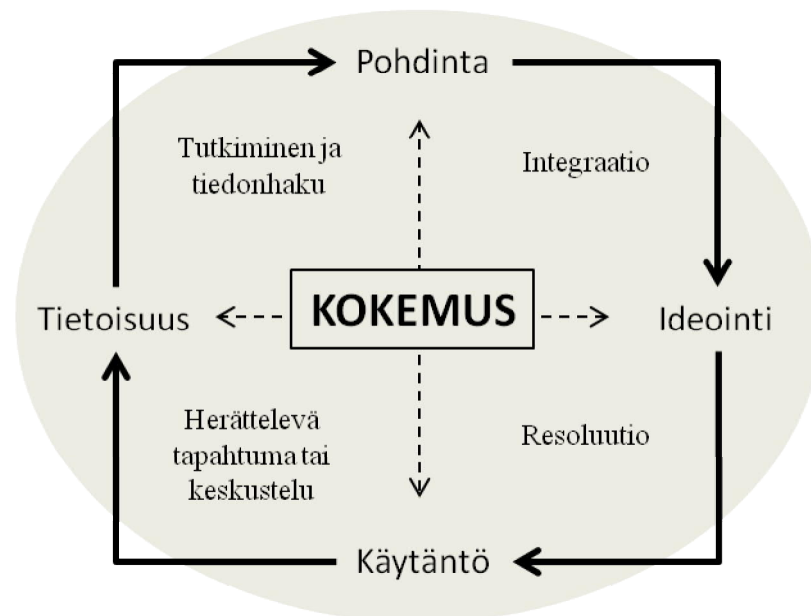 Pohdinta
Tutkiminen ja
tiedonhaku
Integraatio
Tietoisuus
KOKEMUS
Ideointi
Herättelevä
tapahtuma tai
keskustelu
Resoluutio
Käytäntö